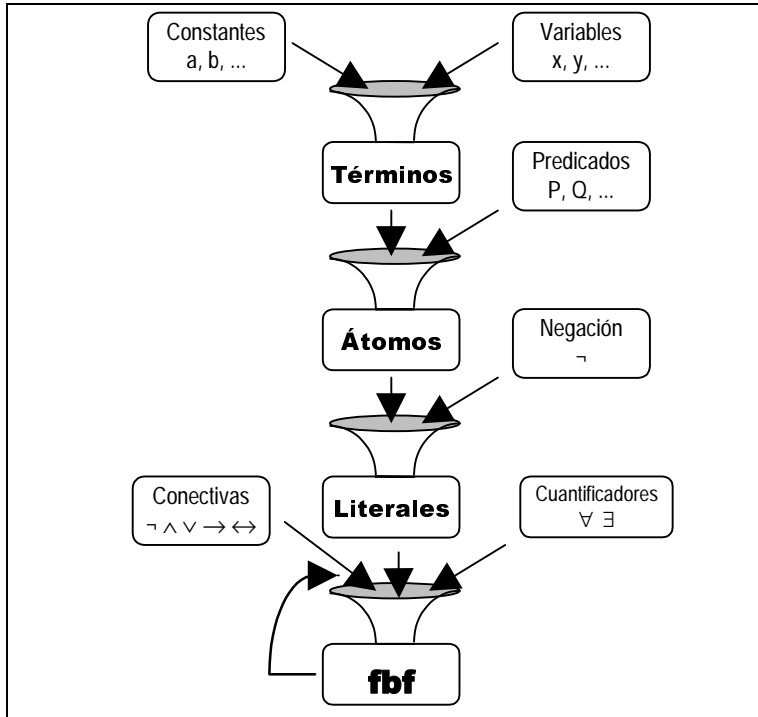 Constantes
a, b, ...
Variables
x, y, ...
Términos
Predicados
P, Q, ...
Átomos
Negación
¬
Literales
Conectivas
¬ ∧ ∨ → ↔
Cuantificadores
∀ ∃
fbf